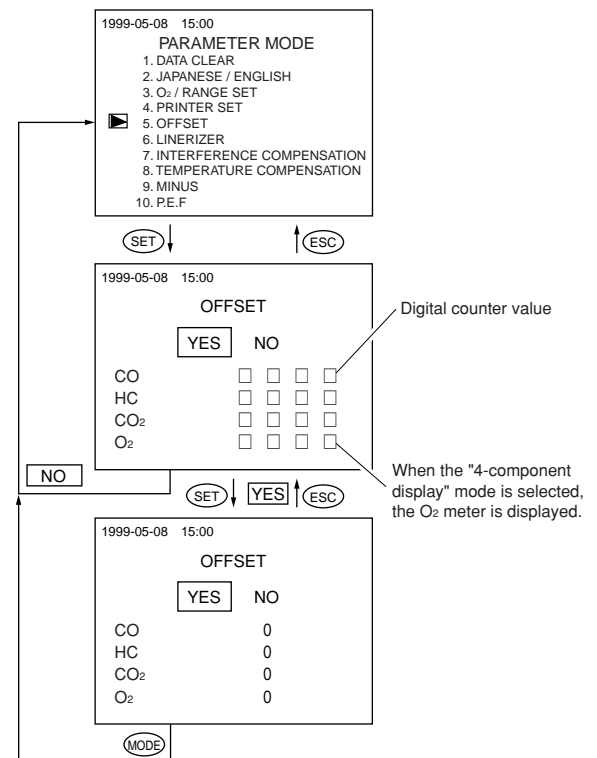 1999-05-08 15:00
PARAMETER MODE
1. DATA CLEAR
2. JAPANESE / ENGLISH
3. O2 / RANGE SET
4. PRINTER SET
5. OFFSET
6. LINERIZER
7. INTERFERENCE COMPENSATION
8. TEMPERATURE COMPENSATION
9. MINUS
10. P.E.F
SET
ESC
1999-05-08 15:00
OFFSET
YES NO
CO
HC
CO2
O2
Digital counter value
When the "4-component
display" mode is selected,
the O2 meter is displayed.
NO
SET
YES
ESC
1999-05-08 15:00
OFFSET
YES NO
CO 0
HC 0
CO2 0
O2 0
MODE